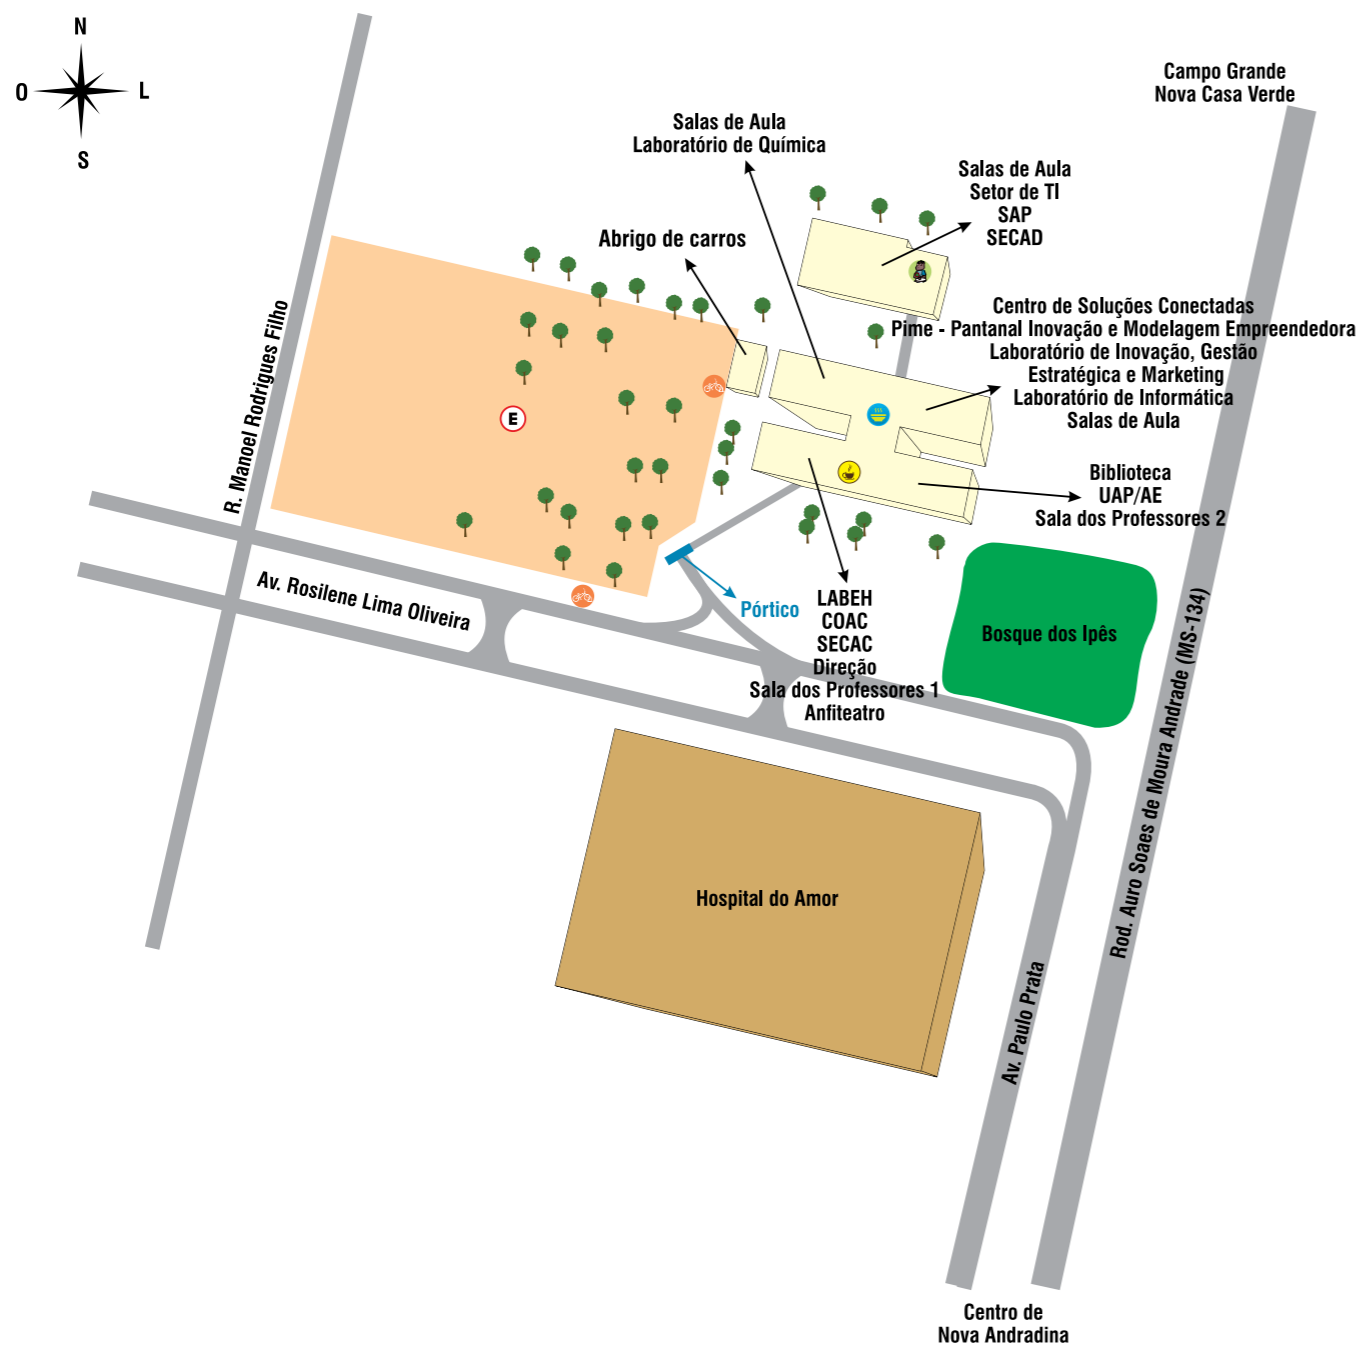 N
O
L
S
Campo Grande
Nova Casa Verde
Salas de Aula
Laboratório de Química
Salas de Aula
Setor de TI
SAP
SECAD
Abrigo de carros
Centro de Soluções Conectadas
Pime - Pantanal Inovação e Modelagem Empreendedora
Laboratório de Inovação, Gestão
Estratégica e Marketing
Laboratório de Informática
Salas de Aula
R. Manoel Rodrigues Filho
E
Biblioteca
UAP/AE
Sala dos Professores 2
Av. Rosilene Lima Oliveira
Pórtico
LABEH
COAC
SECAC
Direção
Sala dos Professores 1
Anfiteatro
Bosque dos Ipês
Rod. Auro Soaes de Moura Andrade (MS-134)
Hospital do Amor
Av. Paulo Prata
Centro de
Nova Andradina